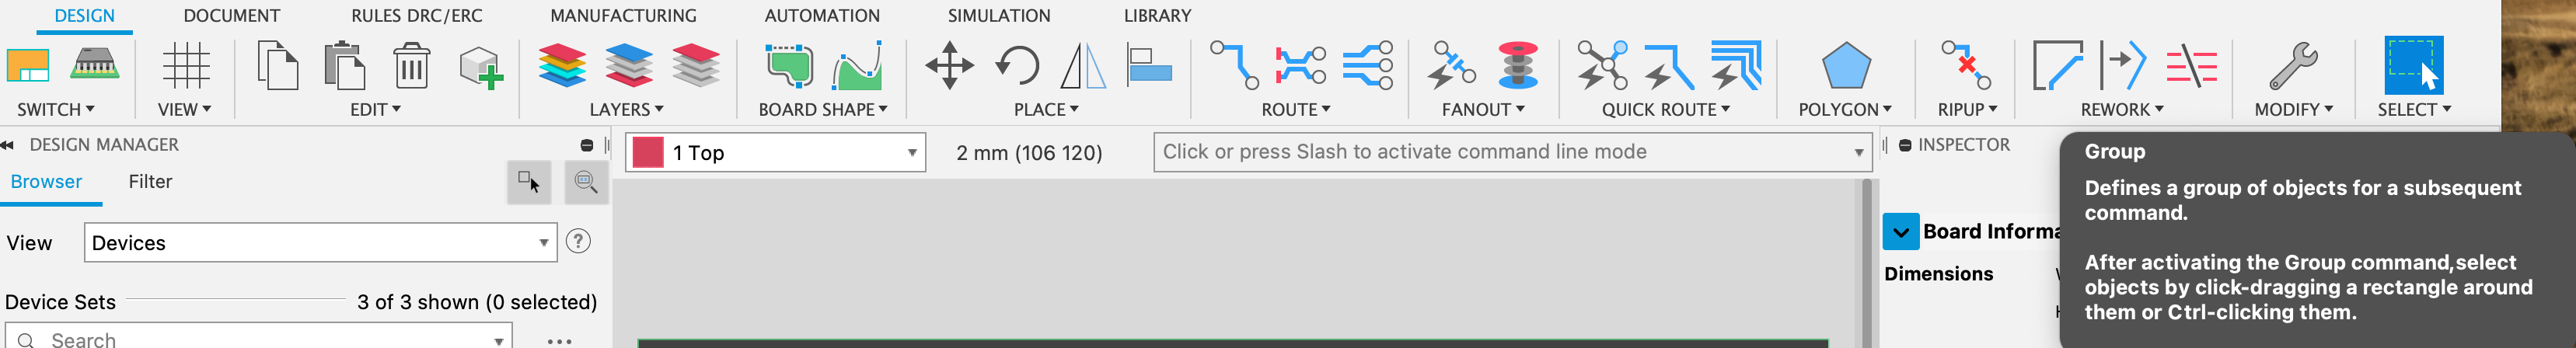 DESIGN DOCUMENT RULES DRC/ERC MANUFACTURING AUTOMATION SIMULATION LIBRARY
SWITCH VIEW EDIT LAYERS BOARD SHAPE PLACE ROUTE FANOUT QUICK ROUTE POLYGON RIPUP REWORK MODIFY SELECT
DESIGN MANAGER
Browser Filter
View Devices ?
Device Sets 3 of 3 shown (0 selected)
Search
1 Top 2 mm (106 120) Click or press Slash to activate command line mode
INSPECTOR
Board Informa
Dimensions
Group
Defines a group of objects for a subsequent
command.
After activating the Group command,select
objects by click-dragging a rectangle around
them or Ctrl-clicking them.